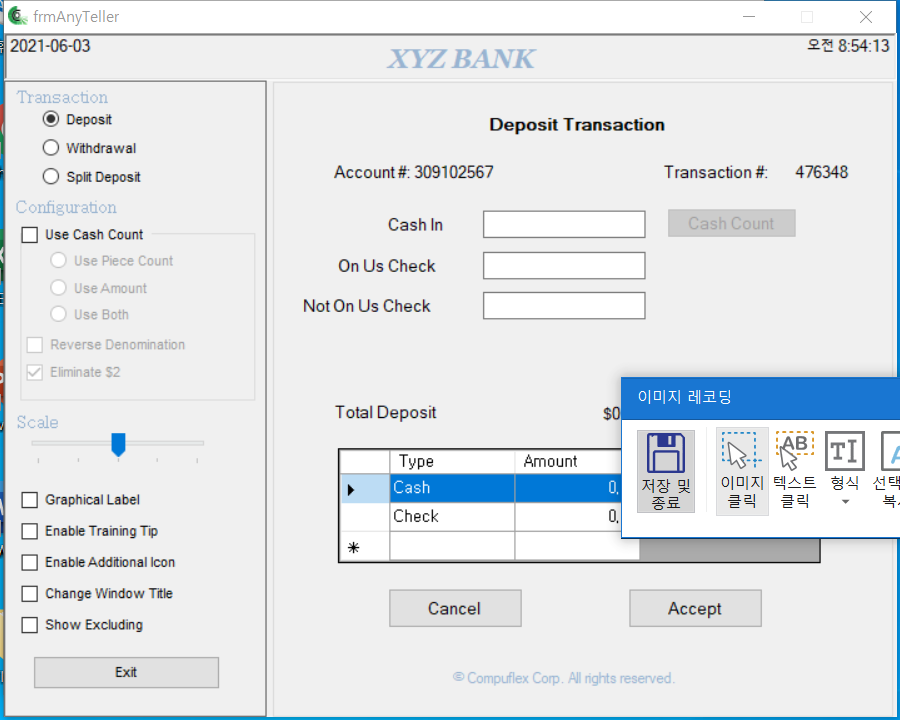 frmAnyTeller
2021-06-03
XYZ BANK
오전 8:54:13
Transaction
Deposit
Withdrawal
Split Deposit
Configuration
Use Cash Count
Use Piece Count
Use Amount
Use Both
Reverse Denomination
Eliminate $2
Scale
Graphical Label
Enable Training Tip
Enable Additional Icon
Change Window Title
Show Excluding
Exit
Deposit Transaction
Account #: 309102567
Transaction #: 476348
Cash In
Cash Count
On Us Check
Not On Us Check
Total Deposit $0
Type Amount
Cash 0,
Check 0,
Cancel
Accept
© Compuflex Corp. All rights reserved.
이미지 레코딩
저장 및
종료
이미지
클릭
AB
텍스트
클릭
TI
형식
A
선택
복사